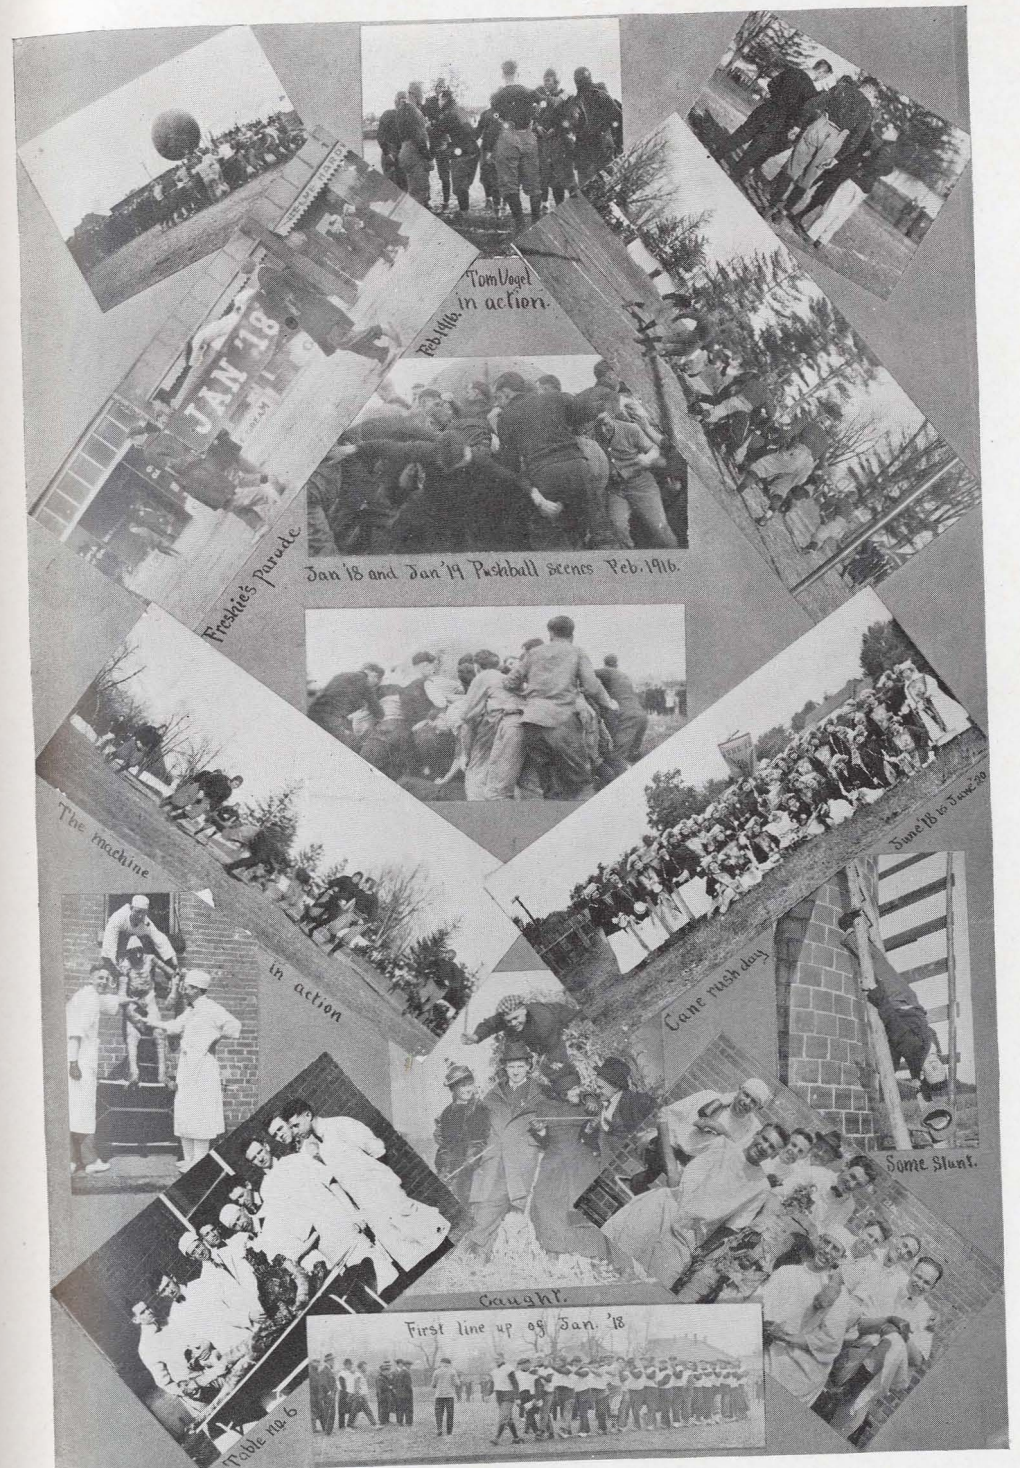 Tom Vogel
in action.
Feb. 1916.
JAN '18
Freshie's Parade
Jan '18 and Jan '19 Pushball scenes Feb. 1916.
The machine
in action
June '18 vs June '20
Cane rush day
Some Stunt.
Caught.
First line up of Jan. '18
Table no. 6